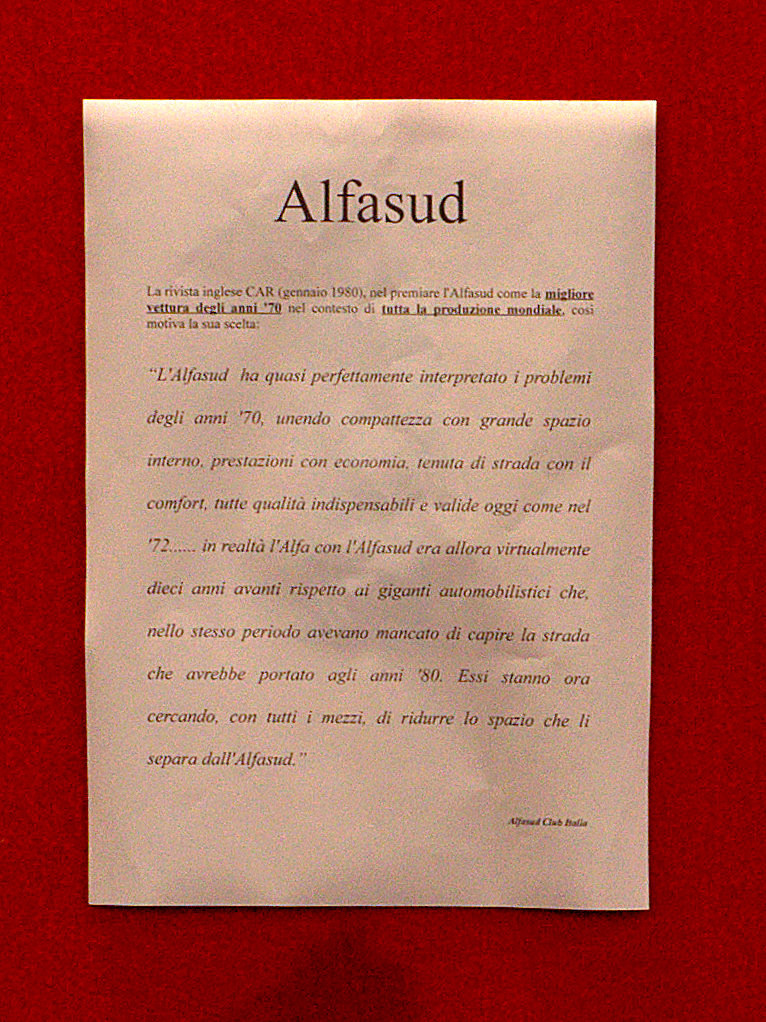 Alfasud
La rivista inglese CAR (gennaio 1980), nel premiare l'Alfasud come la migliore
vettura degli anni '70 nel contesto di tutta la produzione mondiale, così
motiva la sua scelta:
“L'Alfasud ha quasi perfettamente interpretato i problemi
degli anni '70, unendo compattezza con grande spazio
interno, prestazioni con economia, tenuta di strada con il
comfort, tutte qualità indispensabili e valide oggi come nel
'72...... in realtà l'Alfa con l'Alfasud era allora virtualmente
dieci anni avanti rispetto ai giganti automobilistici che,
nello stesso periodo avevano mancato di capire la strada
che avrebbe portato agli anni '80. Essi stanno ora
cercando, con tutti i mezzi, di ridurre lo spazio che li
separa dall'Alfasud.”
Alfasud Club Italia